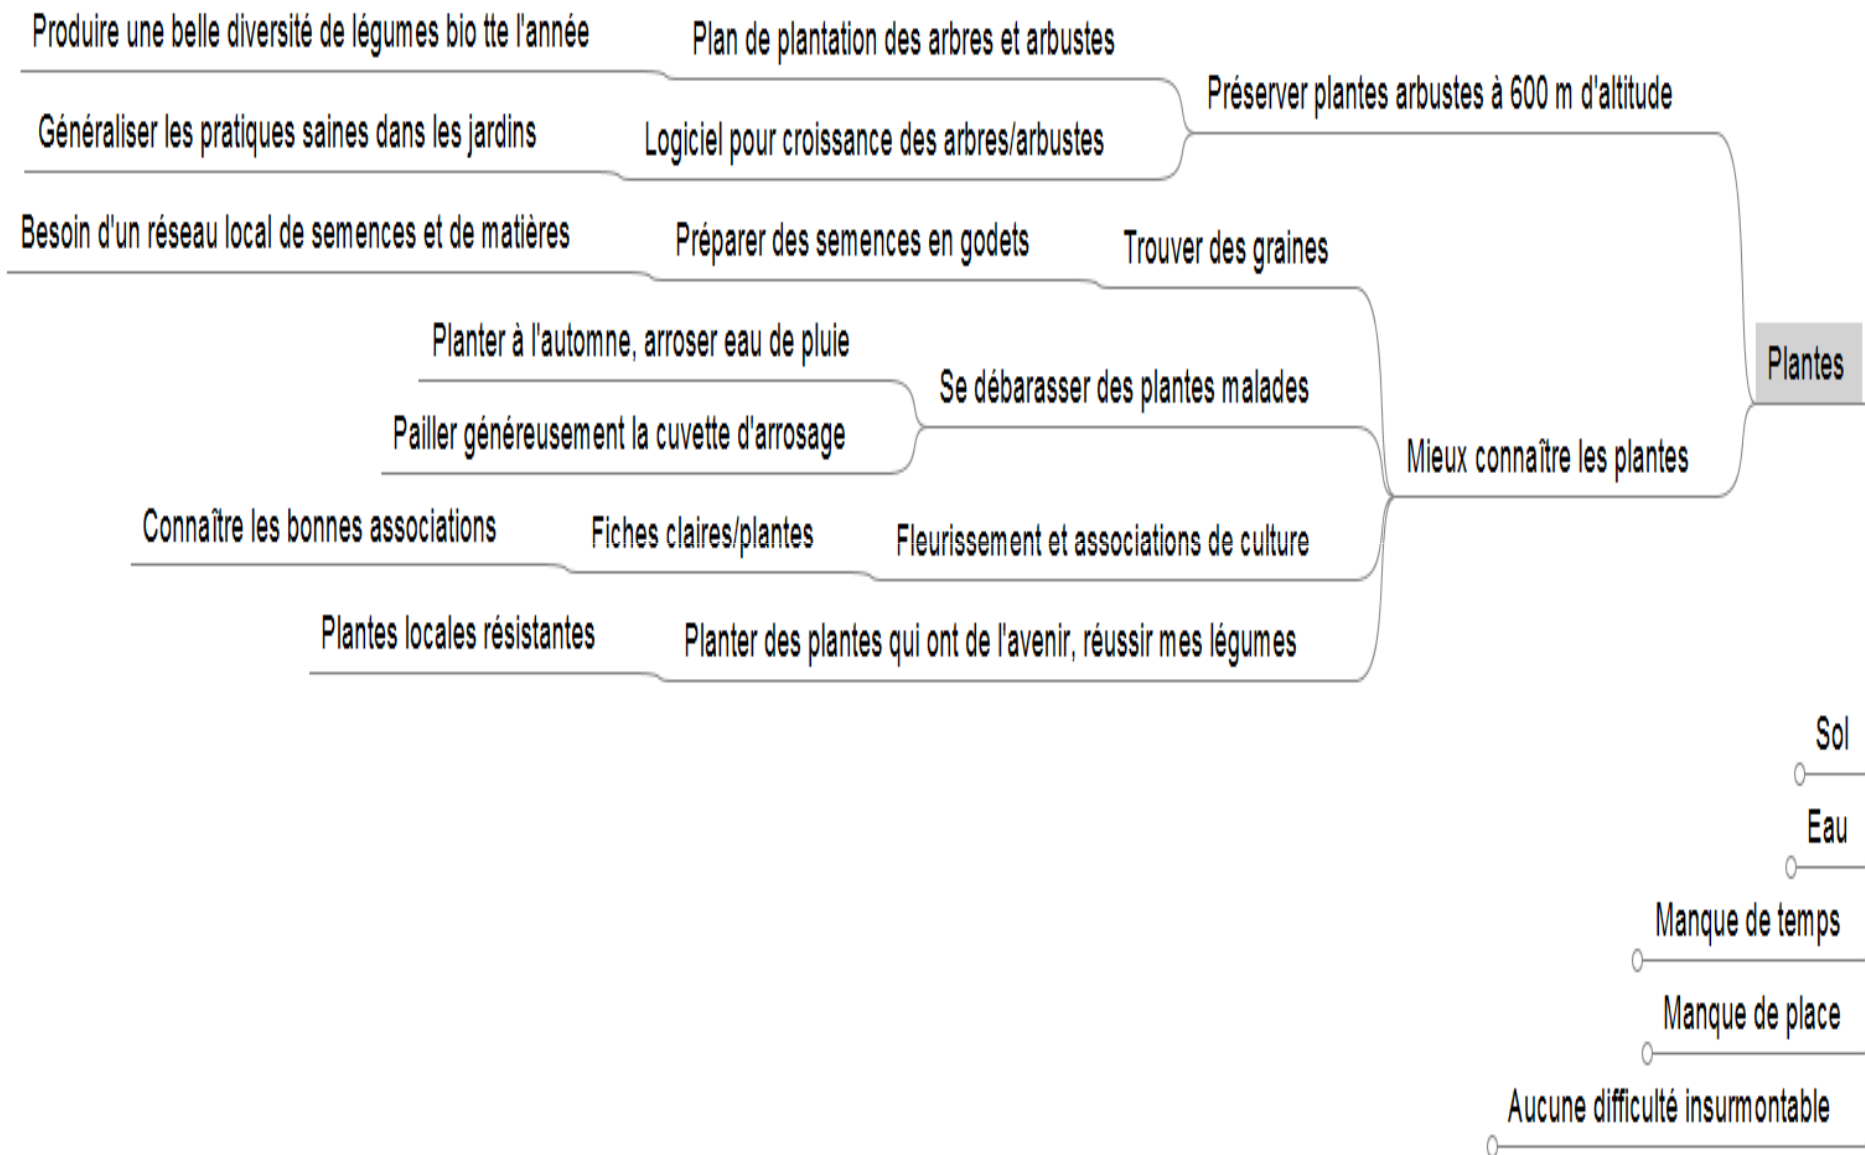 Produire une belle diversité de légumes bio tte l'année
Plan de plantation des arbres et arbustes
Préserver plantes arbustes à 600 m d'altitude
Généraliser les pratiques saines dans les jardins
Logiciel pour croissance des arbres/arbustes
Besoin d'un réseau local de semences et de matières
Préparer des semences en godets
Trouver des graines
Planter à l'automne, arroser eau de pluie
Se débarasser des plantes malades
Pailler généreusement la cuvette d'arrosage
Plantes
Mieux connaître les plantes
Connaître les bonnes associations
Fiches claires/plantes
Fleurissement et associations de culture
Plantes locales résistantes
Planter des plantes qui ont de l'avenir, réussir mes légumes
Sol
Eau
Manque de temps
Manque de place
Aucune difficulté insurmontable